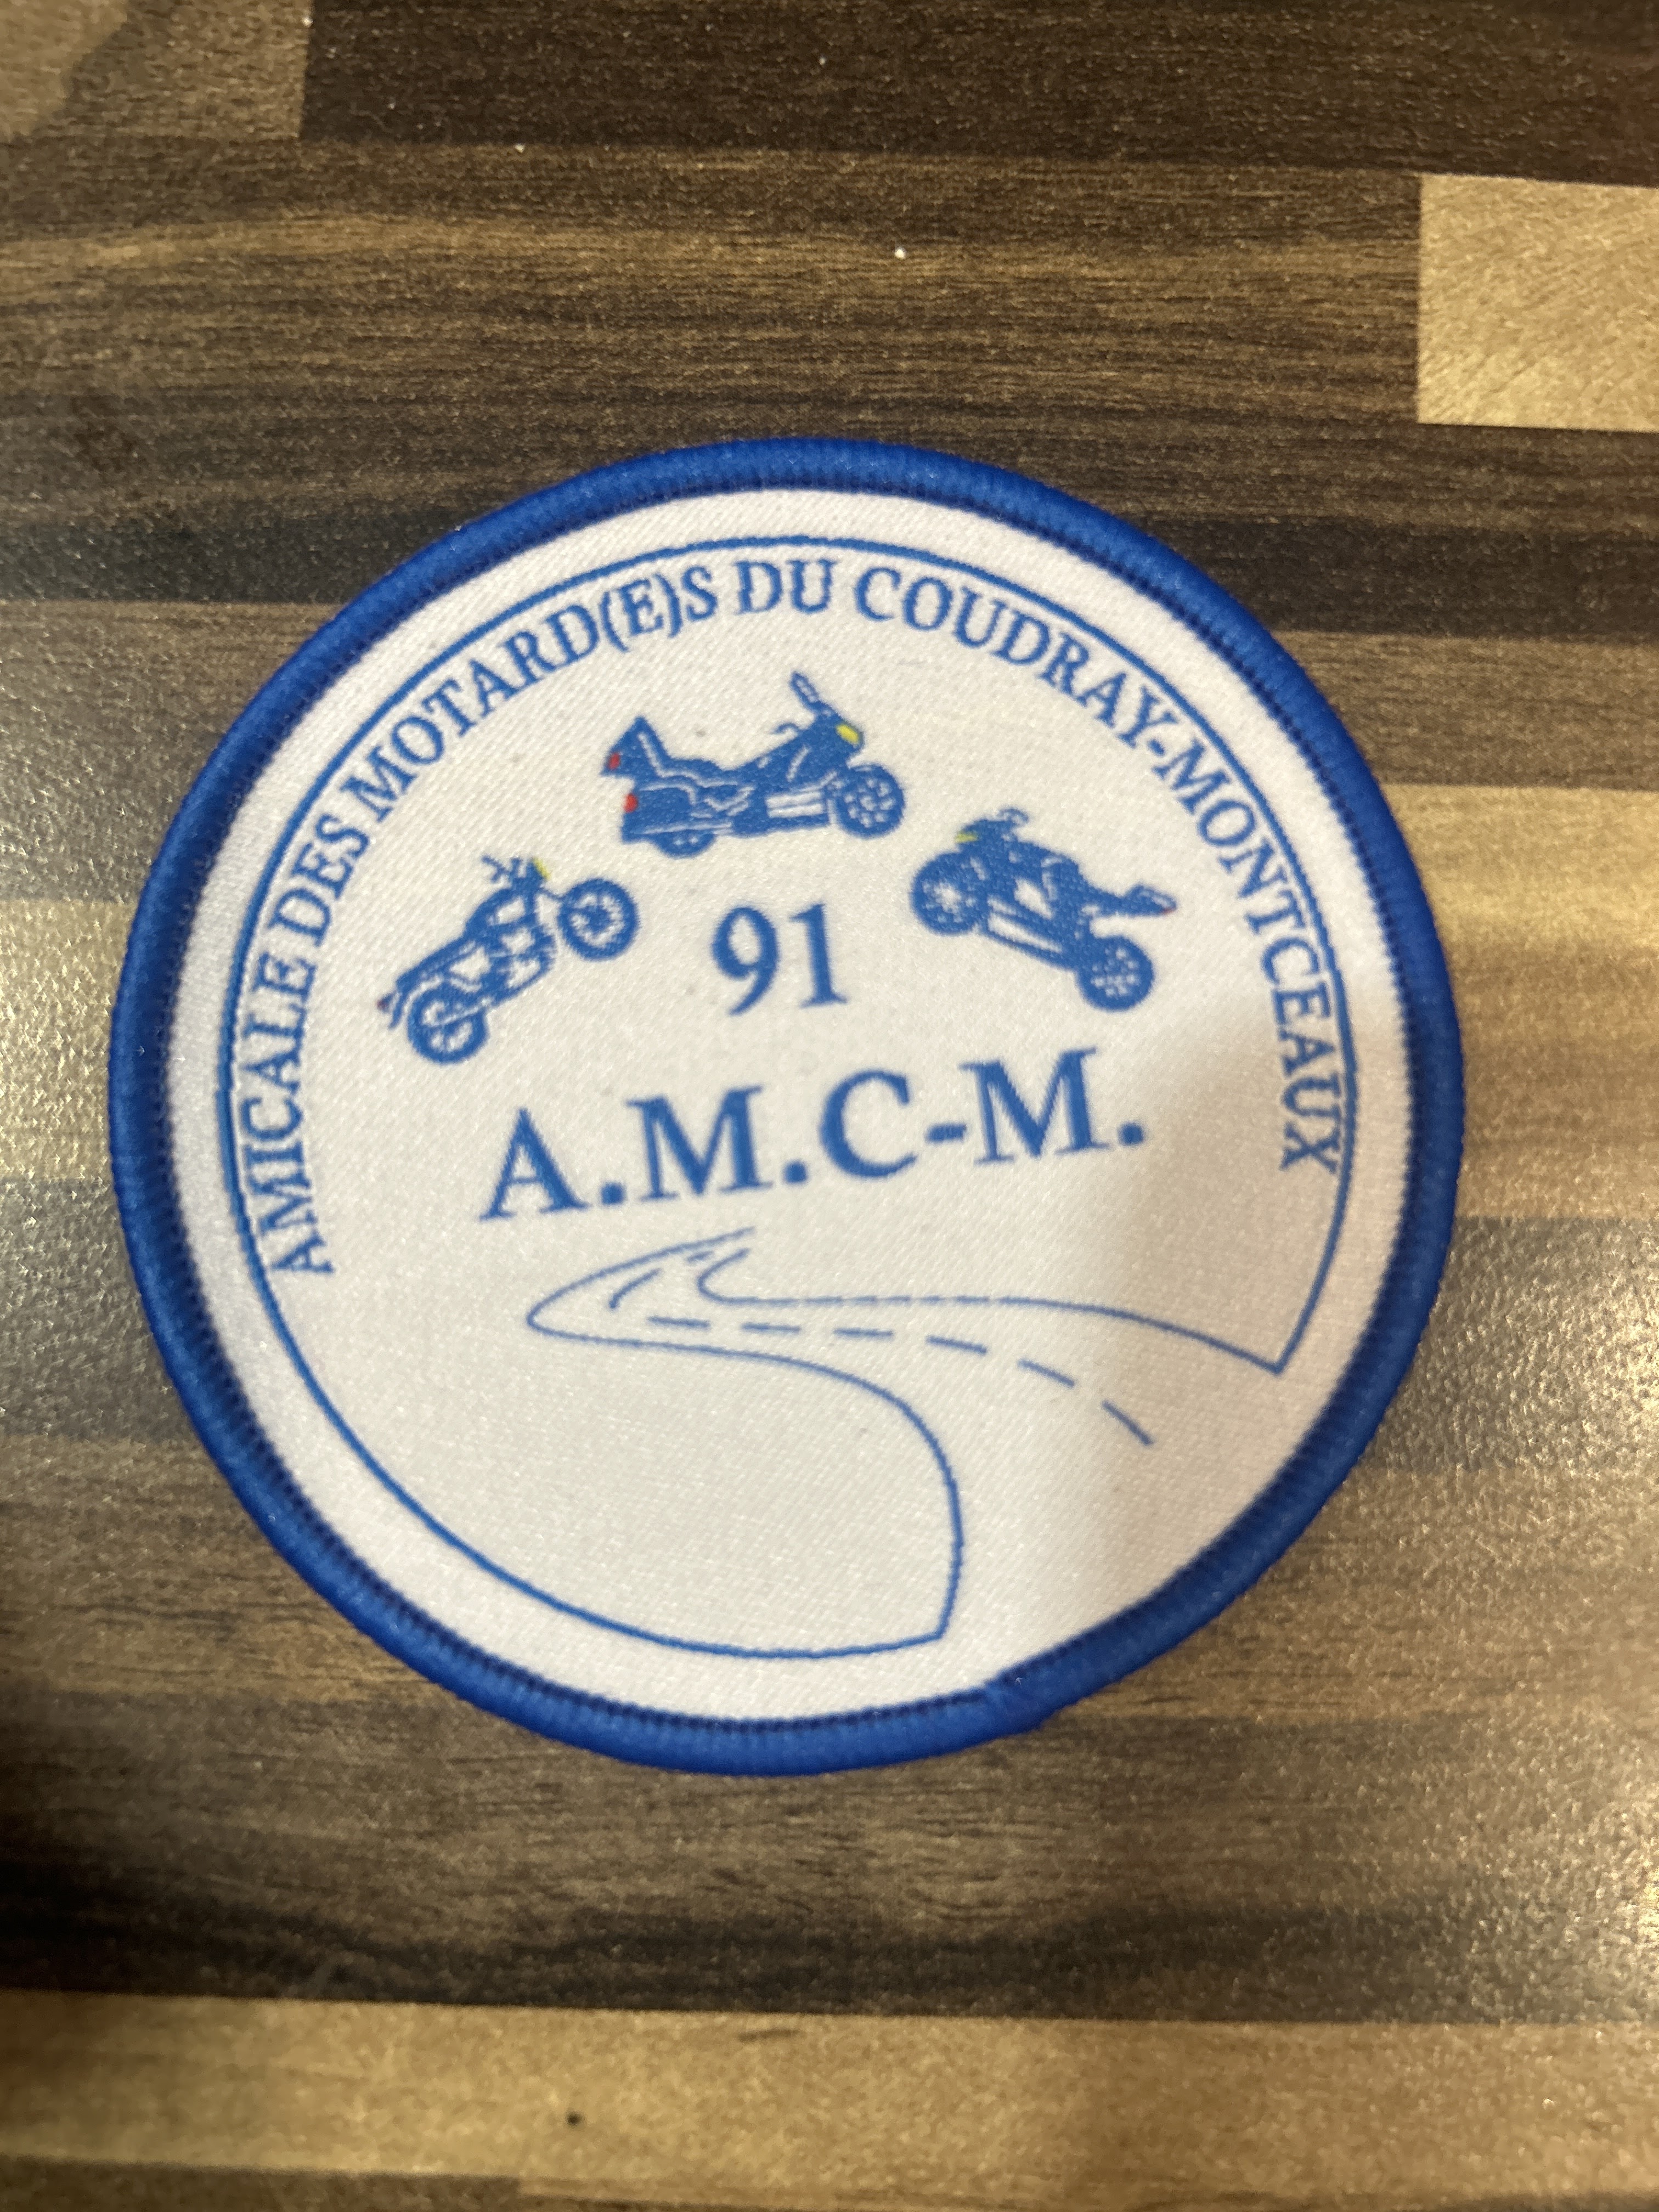 AMICALE DES MOTARD(E)S DU COUDRAY-MONTCEAUX
91
A.M.C-M.